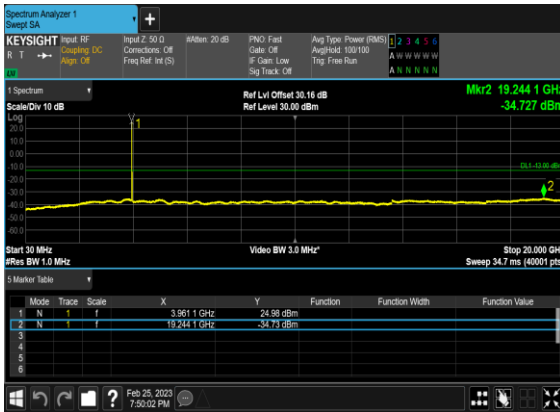 Spectrum Analyzer 1
Swept SA
+
KEYSIGHT
R T
LXI
Input: RF
Coupling: DC
Align: Off
Input Z: 50 Ω
Corrections: Off
Freq Ref: Int (S)
#Atten: 20 dB
PNO: Fast
Gate: Off
IF Gain: Low
Sig Track: Off
Avg Type: Power (RMS)
Avg|Hold: 100/100
Trig: Free Run
1 2 3 4 5 6
A W W W W W
A N N N N N
1 Spectrum
Scale/Div 10 dB
Ref Lvl Offset 30.16 dB
Ref Level 30.00 dBm
Mkr2 19.244 1 GHz
-34.727 dBm
Log
20.0
10.0
0.00
-10.0
-20.0
-30.0
-40.0
-50.0
-60.0
1
DL1 -13.00 dBm
2
Start 30 MHz
#Res BW 1.0 MHz
Video BW 3.0 MHz*
Stop 20.000 GHz
Sweep 34.7 ms (40001 pts)
5 Marker Table
Mode Trace Scale X Y Function Function Width Function Value
1 N 1 f 3.961 1 GHz 24.98 dBm
2 N 1 f 19.244 1 GHz -34.73 dBm
3
4
5
6
?
Feb 25, 2023
7:50:02 PM